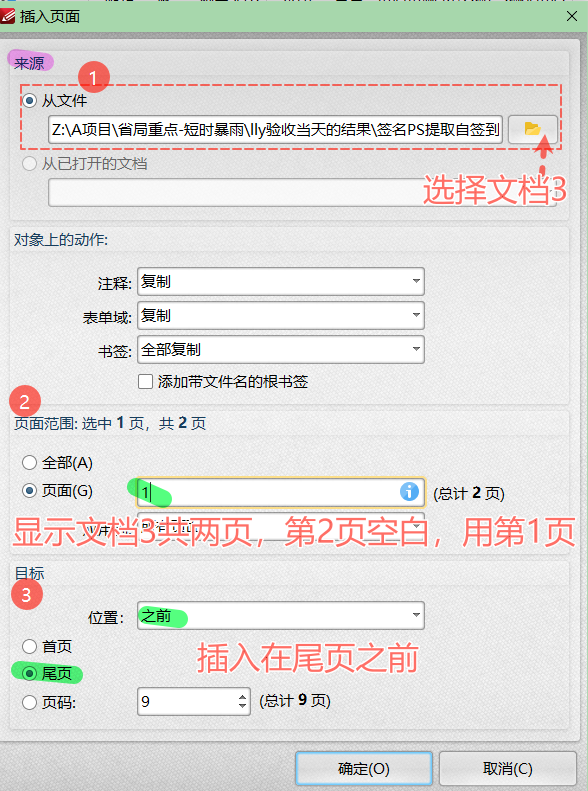 插入页面
来源
1
从文件
Z:\A项目\省局重点-短时暴雨\lly验收当天的结果\签名PS提取自签到
从已打开的文档
选择文档3
对象上的动作:
注释: 复制
表单域: 复制
书签: 全部复制
添加带文件名的根书签
2
页面范围: 选中 1 页, 共 2 页
全部(A)
页面(G) 1 (总计 2 页)
显示文档3共两页，第2页空白，用第1页
目标
3
位置: 之前
首页
插入在尾页之前
尾页
页码: 9 (总计 9 页)
确定(O) 取消(C)